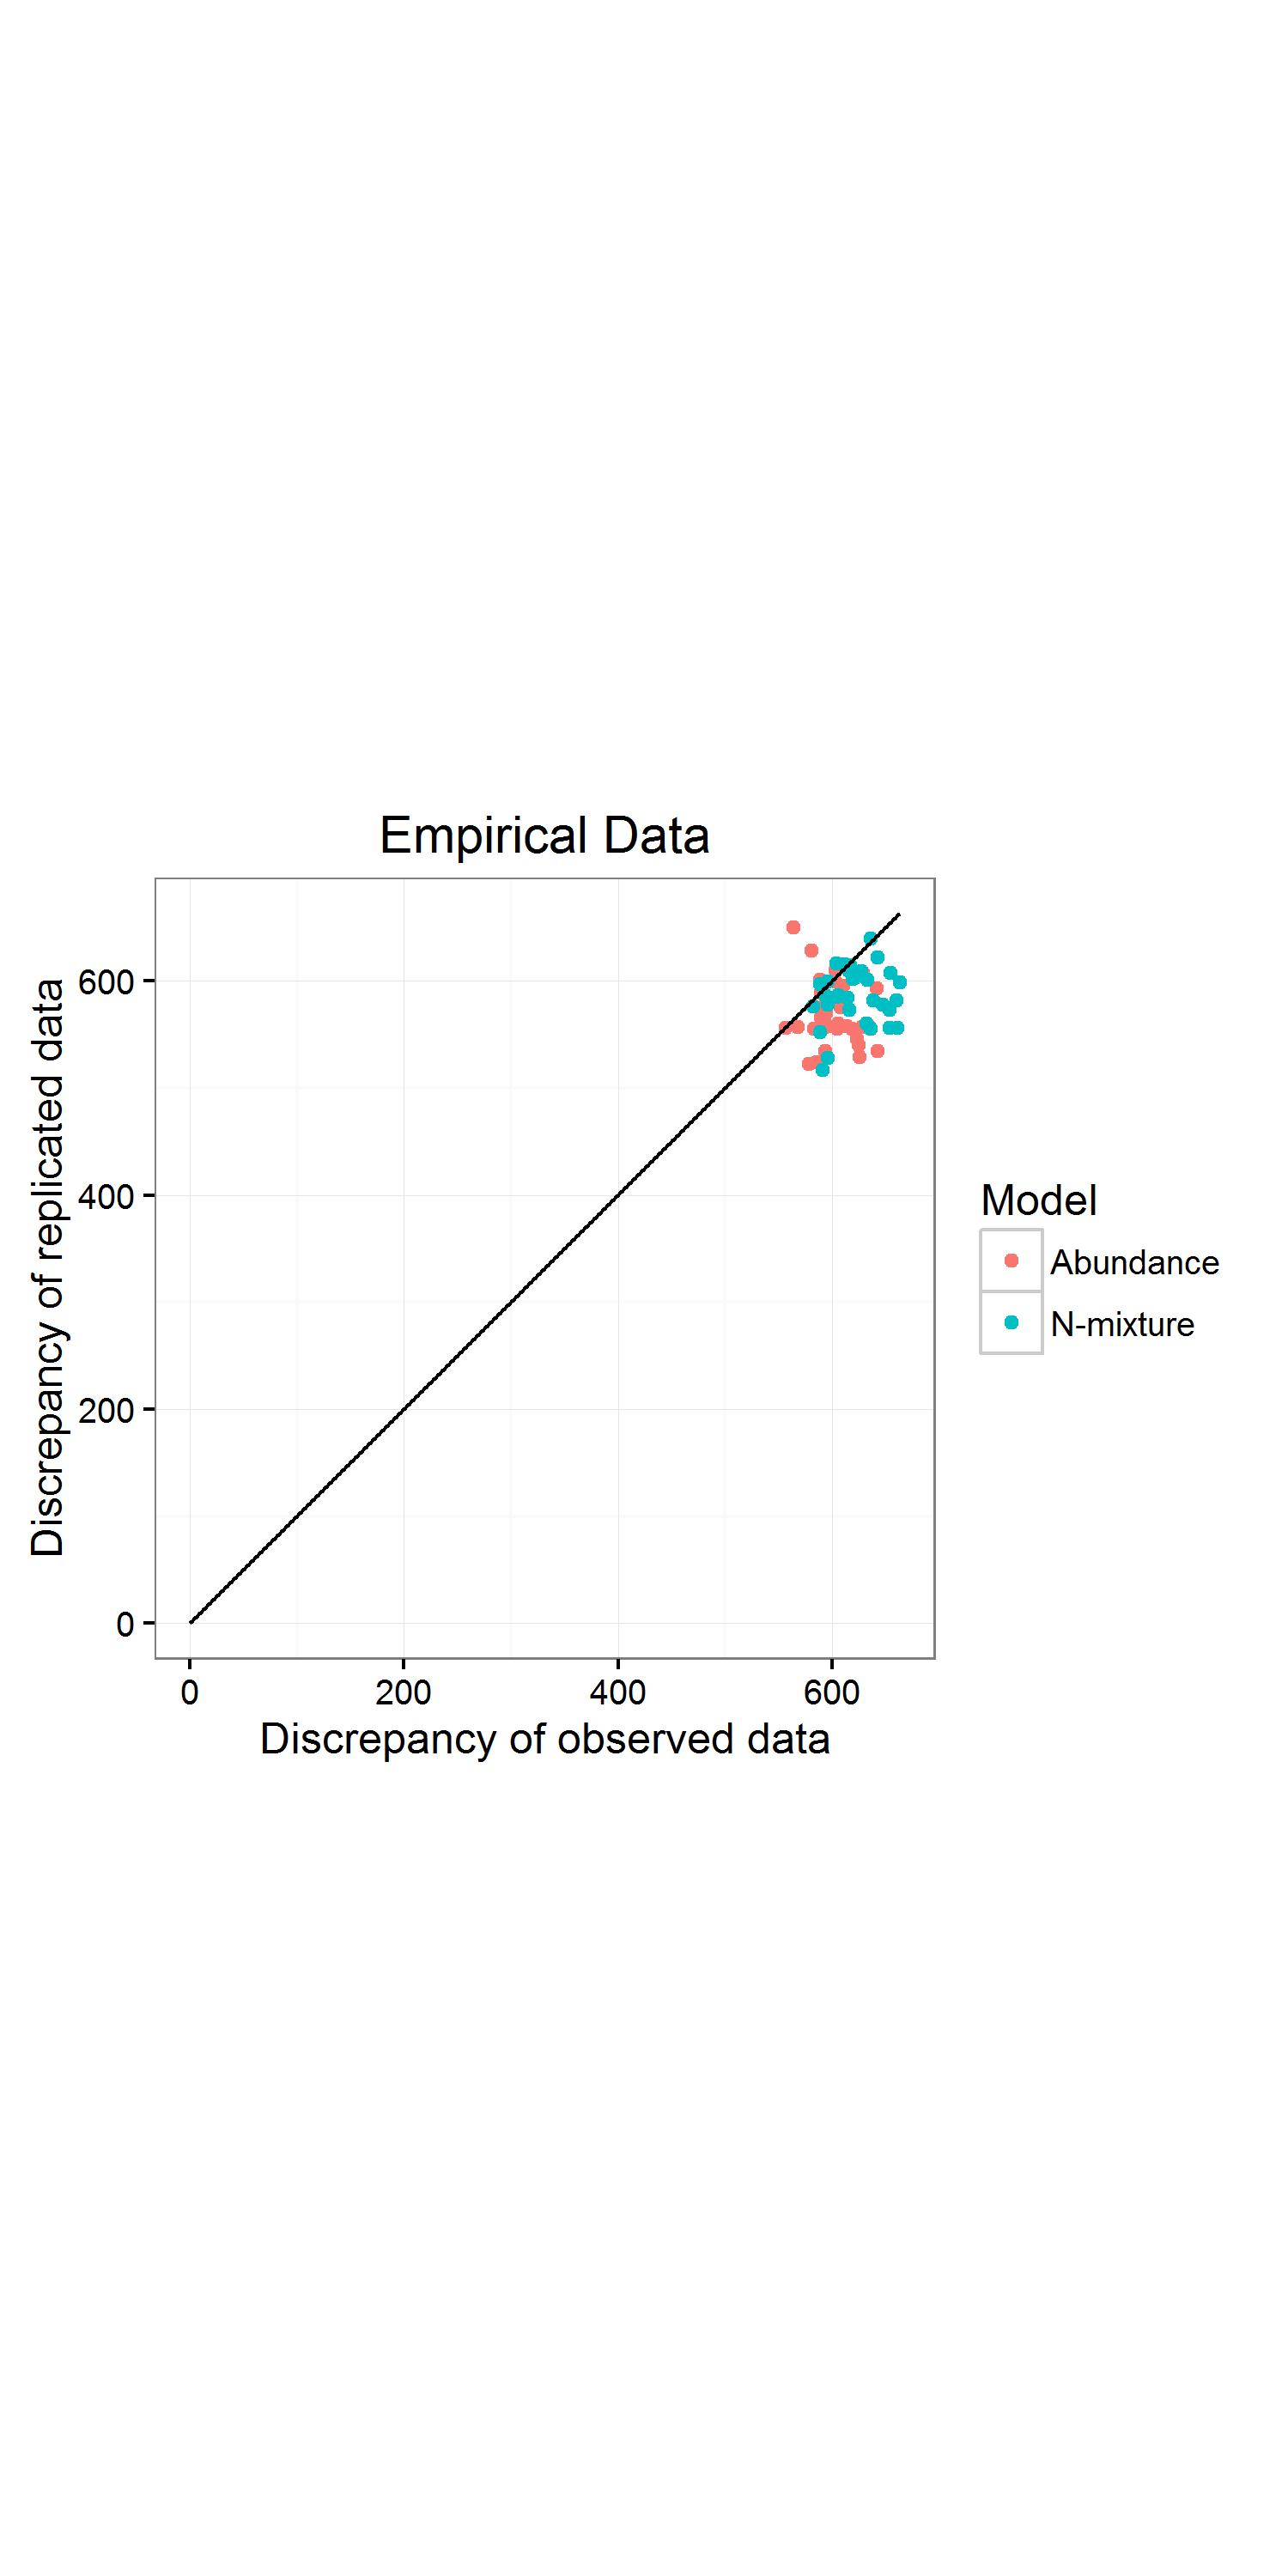 Empirical Data
Discrepancy of replicated data
600
400
200
0
0 200 400 600
Discrepancy of observed data
Model
Abundance
N-mixture